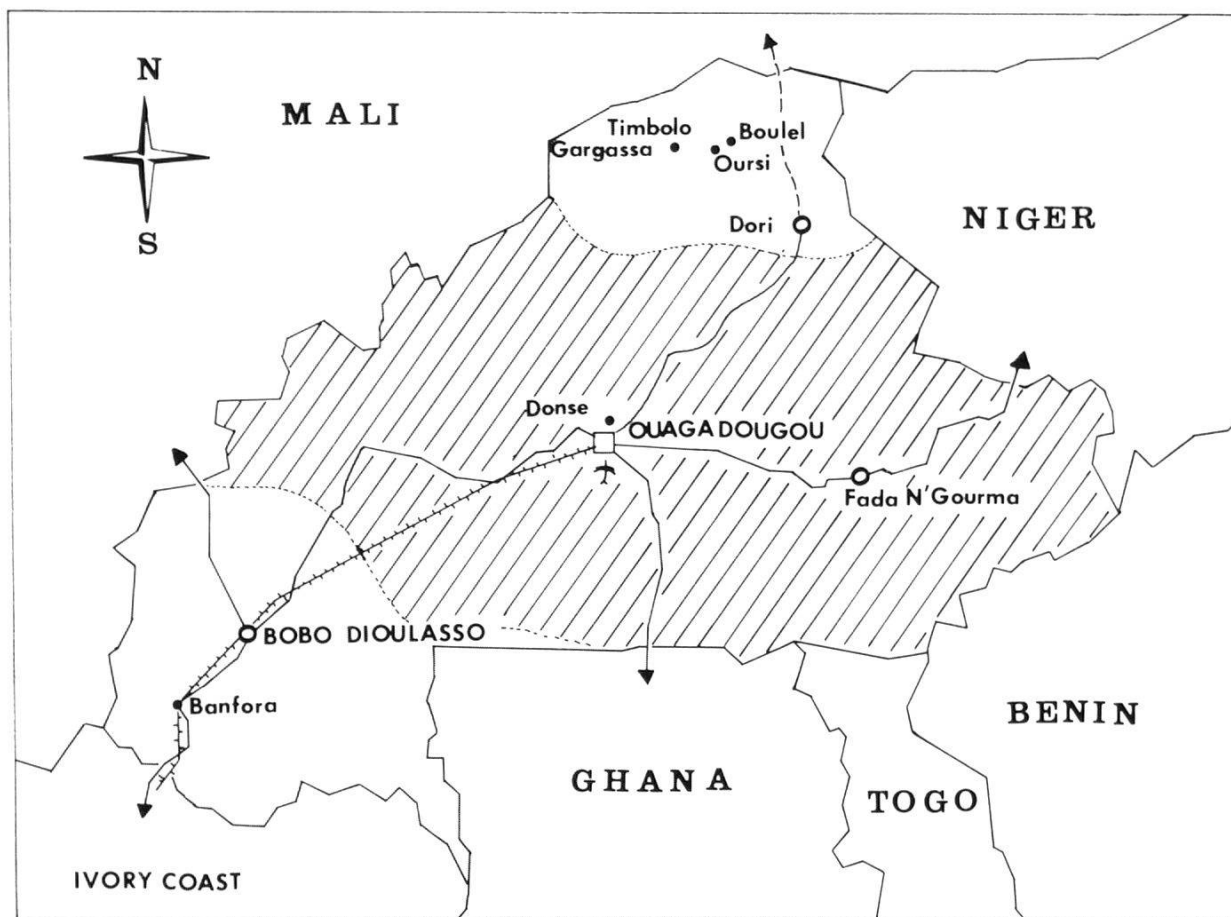 N
MALI
Timbolo
Boulel
Gargassa
Oursi
S
Dori
NIGER
Donse
OUAGADOUGOU
Fada N'Gourma
BOBO DIOULASSO
Banfora
BENIN
GHANA
TOGO
IVORY COAST